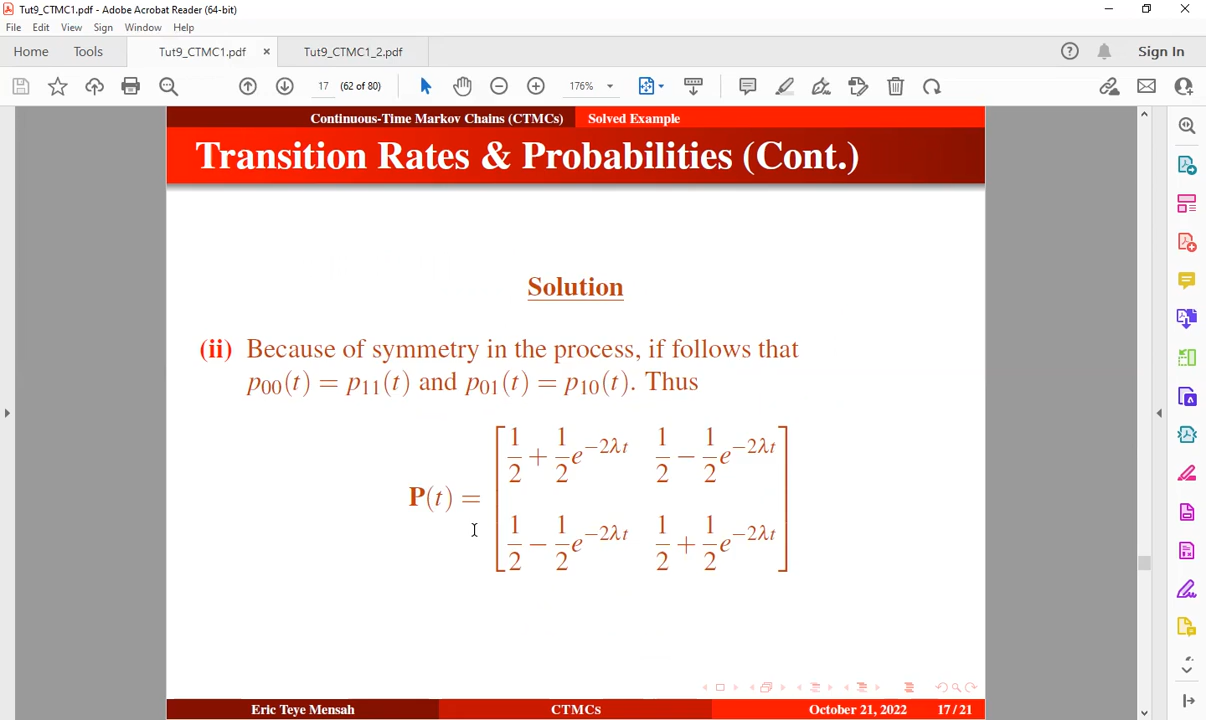 Tut9_CTMC1.pdf - Adobe Acrobat Reader (64-bit)
File Edit View Sign Window Help
Home Tools Tut9_CTMC1.pdf × Tut9_CTMC1_2.pdf Sign In
17 (62 of 80) 176%
Continuous-Time Markov Chains (CTMCs) Solved Example
Transition Rates & Probabilities (Cont.)
Solution
(ii) Because of symmetry in the process, if follows that
p₀₀(t) = p₁₁(t) and p₀₁(t) = p₁₀(t). Thus
P(t) = [ 1/2 + 1/2 e^{−2λt} 1/2 − 1/2 e^{−2λt}
1/2 − 1/2 e^{−2λt} 1/2 + 1/2 e^{−2λt} ]
Eric Teye Mensah CTMCs October 21, 2022 17 / 21